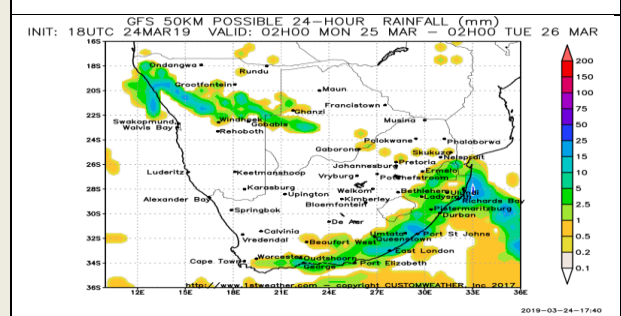 GFS 50KM POSSIBLE 24-HOUR RAINFALL (mm)
INIT: 18UTC 24MAR19 VALID: 02H00 MON 25 MAR - 02H00 TUE 26 MAR
16S
18S
20S
22S
24S
26S
28S
30S
32S
34S
36S
Ondangwa
Rundu
Grootfontein
Maun
Francistown
Ghanzi
Swakopmund
Walvis Bay
Windhoek
Gobabis
Rehoboth
Musina
Polokwane
Phalaborwa
Gaborone
Skukuza
Nelspruit
Pretoria
Johannesburg
Ermelo
Luderitz
Keetmanshoop
Vryburg
Potchefstroom
Karasburg
Upington
Welkom
Bethlehem
Ulundi
Ladysmith
Kimberley
Richards Bay
Alexander Bay
Bloemfontein
Springbok
Pietermaritzburg
Durban
De Aar
Calvinia
Vredendal
Umtata
Port St Johns
Queenstown
Beaufort West
East London
Cape Town
Worcester
Oudtshoorn
George
Port Elizabeth
http://www.1stweather.com - copyright CUSTOMWEATHER, Inc 2017
12E 15E 18E 21E 24E 27E 30E 33E 36E
200
150
100
75
50
25
15
10
5
2.5
1
0.5
0.2
0.1
2019-03-24-17:40